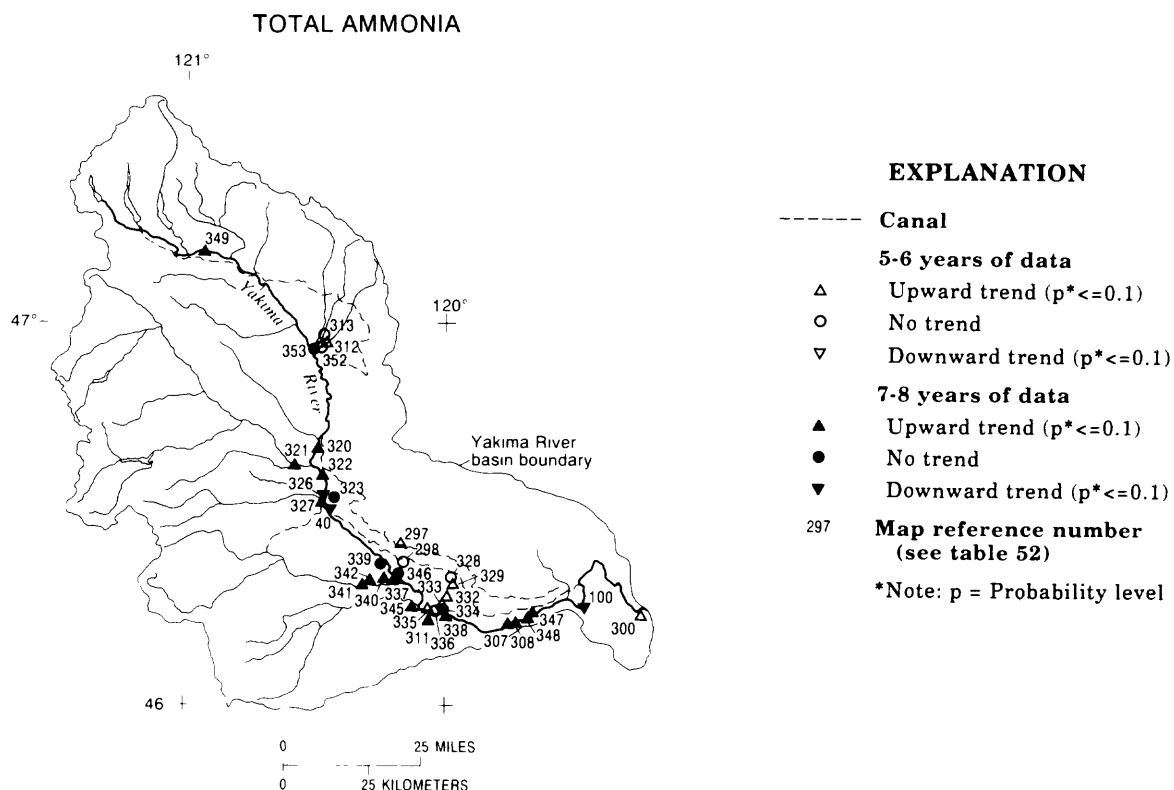 TOTAL AMMONIA
121°
349
Yakima
River
47°
120°
313
312
353
352
320
321
322
326
323
327
40
Yakima River
basin boundary
297
298
339
328
346
329
342
333
332
341
340
337
334
345
335
311
336
338
307
308
347
348
100
300
46
0 25 MILES
0 25 KILOMETERS
EXPLANATION
Canal
5-6 years of data
Upward trend (p*<=0.1)
No trend
Downward trend (p*<=0.1)
7-8 years of data
Upward trend (p*<=0.1)
No trend
Downward trend (p*<=0.1)
297 Map reference number
(see table 52)
*Note: p = Probability level